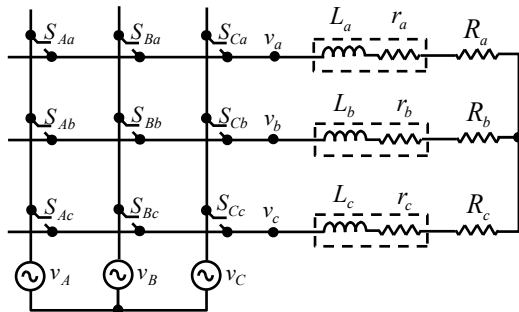 S_Aa S_Ba S_Ca v_a L_a r_a R_a
S_Ab S_Bb S_Cb v_b L_b r_b R_b
S_Ac S_Bc S_Cc v_c L_c r_c R_c
v_A v_B v_C